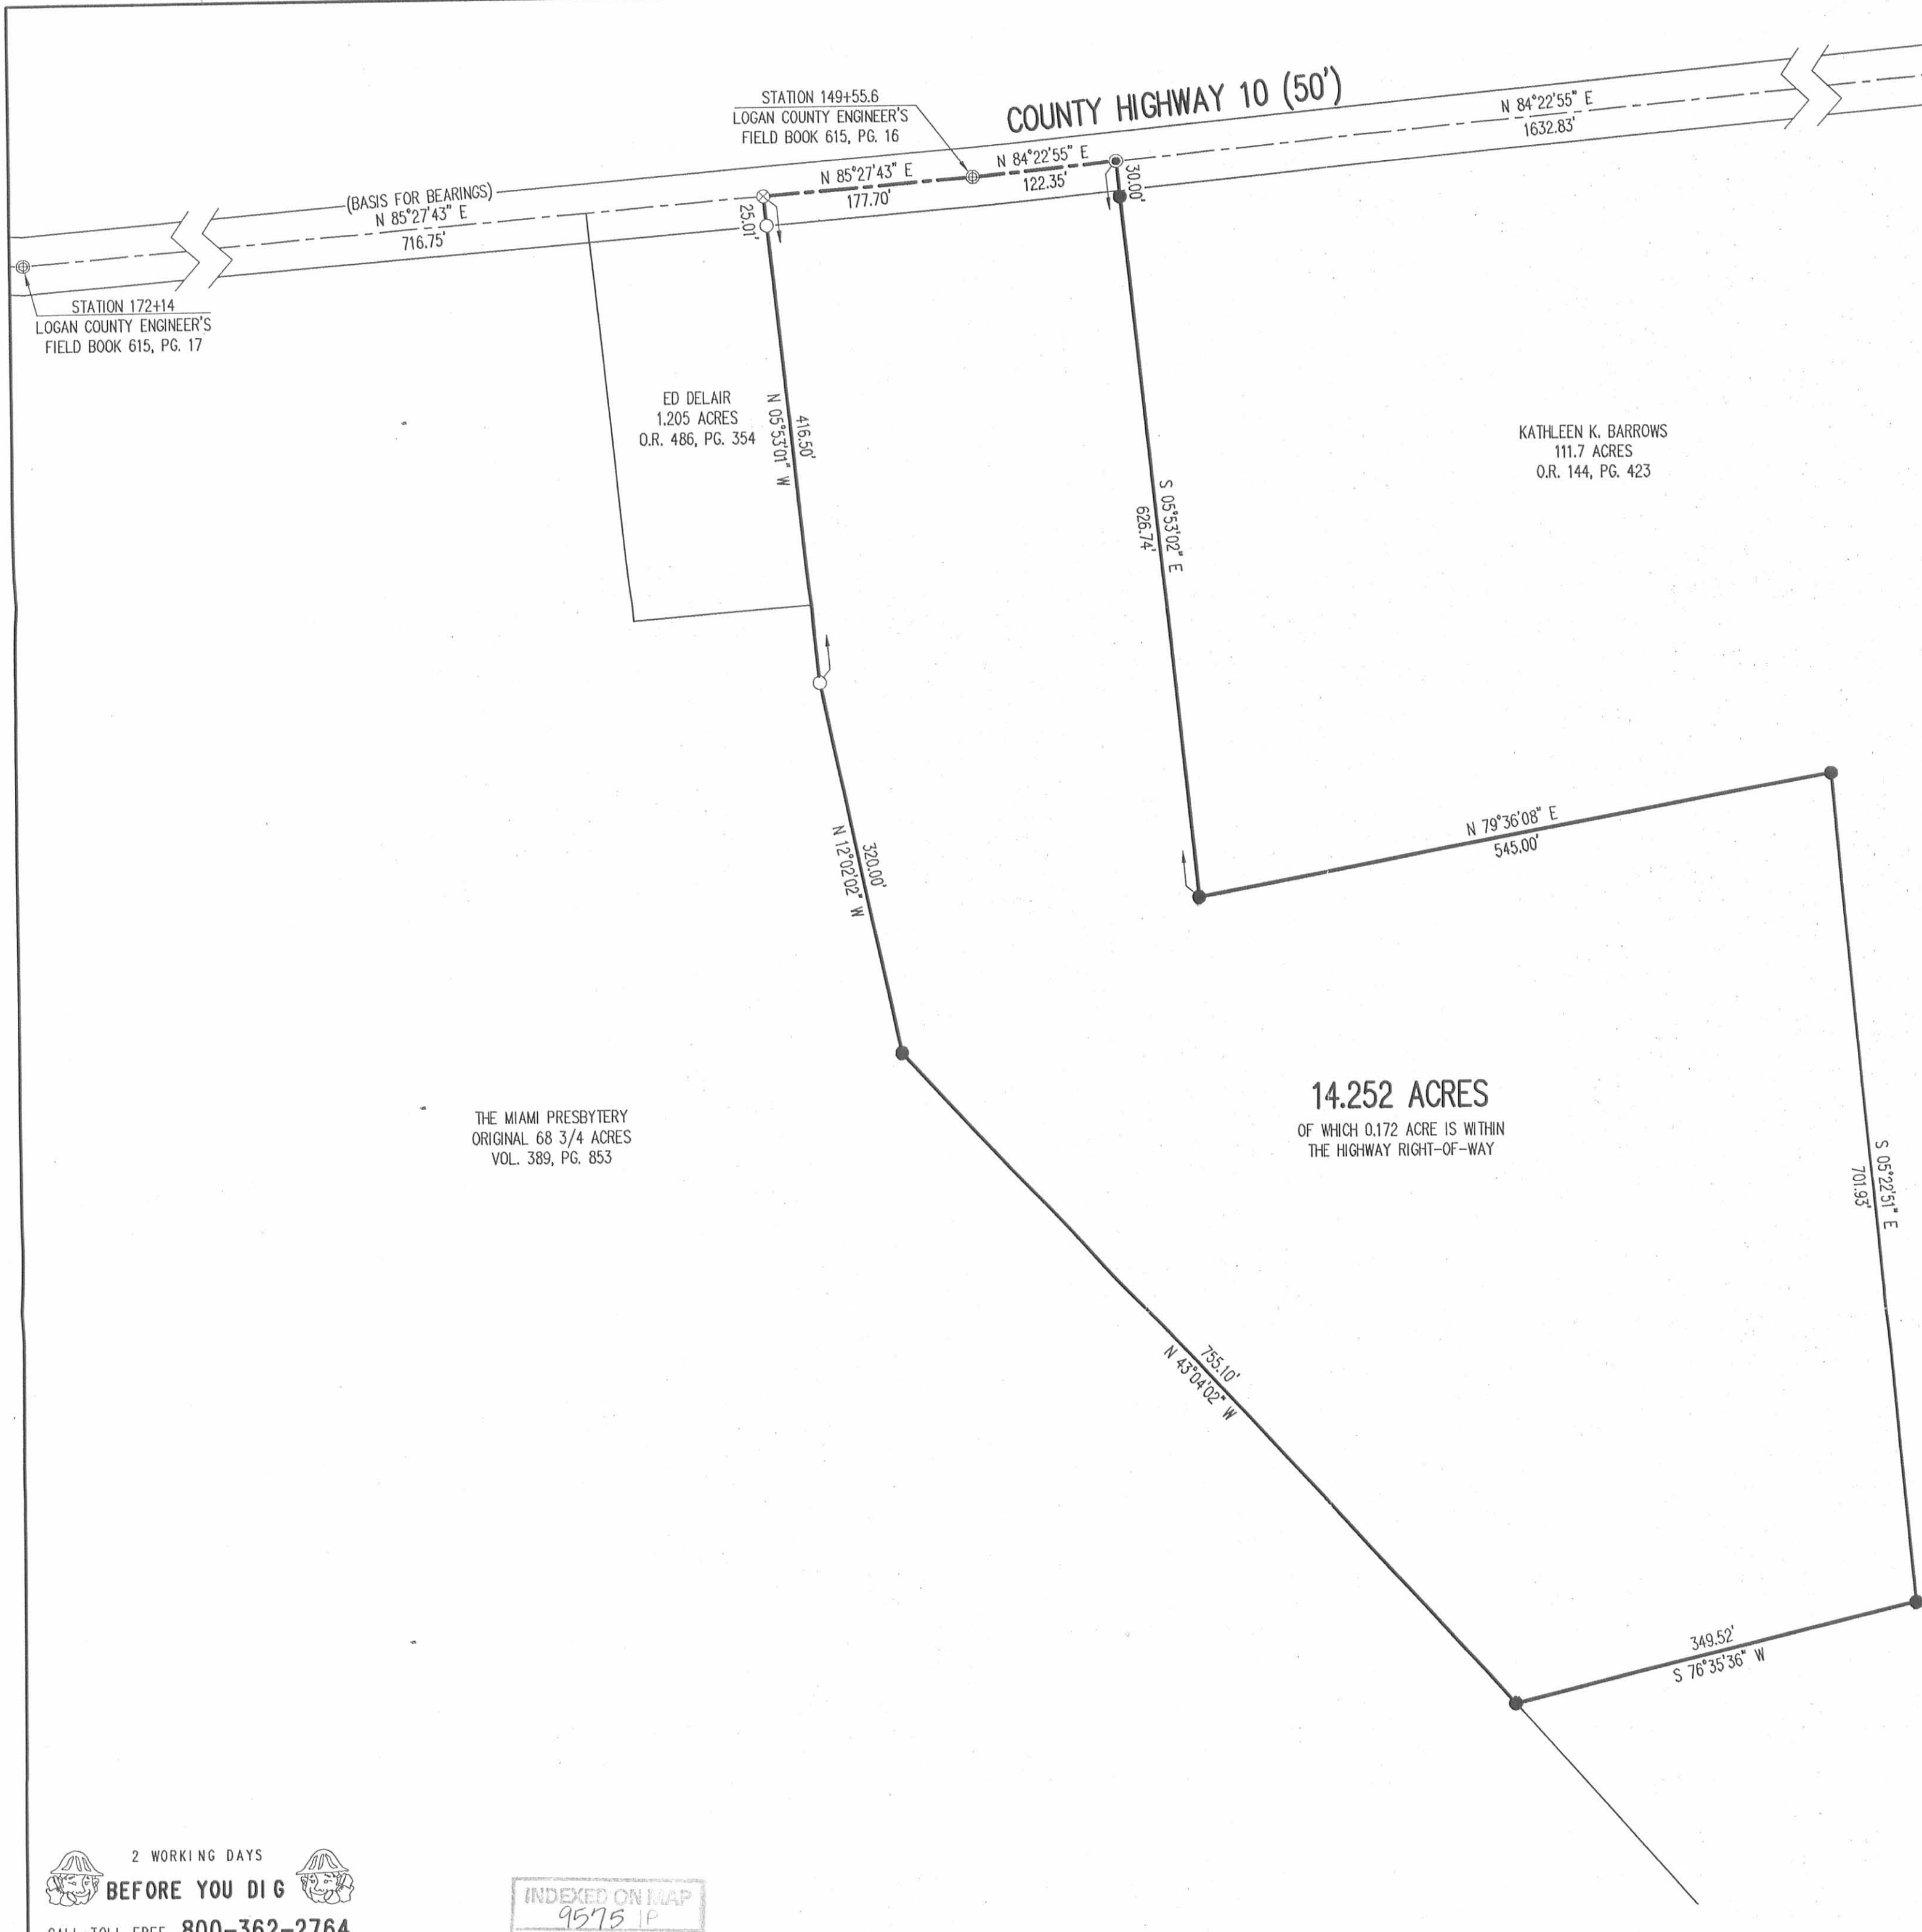 STATION 149+55.6
LOGAN COUNTY ENGINEER'S
FIELD BOOK 615, PG. 16
COUNTY HIGHWAY 10 (50')
N 84°22'55" E
1632.83'
N 84°22'55" E
122.35'
N 85°27'43" E
177.70'
30.00'
(BASIS FOR BEARINGS)
N 85°27'43" E
716.75'
25.01'
STATION 172+14
LOGAN COUNTY ENGINEER'S
FIELD BOOK 615, PG. 17
ED DELAIR
1.205 ACRES
O.R. 486, PG. 354
416.50'
N 05°53'01" W
KATHLEEN K. BARROWS
111.7 ACRES
O.R. 144, PG. 423
S 05°53'02" E
626.74'
N 79°36'08" E
545.00'
320.00'
N 12°02'02" W
14.252 ACRES
OF WHICH 0.172 ACRE IS WITHIN
THE HIGHWAY RIGHT-OF-WAY
THE MIAMI PRESBYTERY
ORIGINAL 68 3/4 ACRES
VOL. 389, PG. 853
S 05°22'51" E
701.93'
755.10'
N 43°04'02" W
349.52'
S 76°35'36" W
2 WORKING DAYS
BEFORE YOU DIG
CALL TOLL FREE 800-362-2764
INDEXED ON MAP
9575 IP